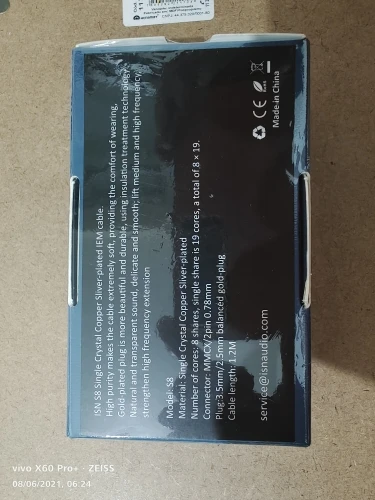 ISN S8 Single Crystal Copper Sliver-plated IEM cable.
High purity makes the cable extremely soft, providing the comfort of wearing.
Gold plated plug is more beautiful and durable, using insulation treatment technology,
Natural and transparent sound, delicate and smooth; lift medium and high frequency,
strengthen high frequency extension
Model: S8
Material: Single Crystal Copper Sliver-plated
Number of cores: 8 shares, single share is 19 cores, a total of 8 × 19.
Connector: MMCX/2pin 0.78mm
Plug:3.5mm/2.5mm balanced gold-plug
Cable length: 1.2M
service@isnaudio.com
CE
Made in China
vivo X60 Pro+ · ZEISS
08/06/2021, 06:24